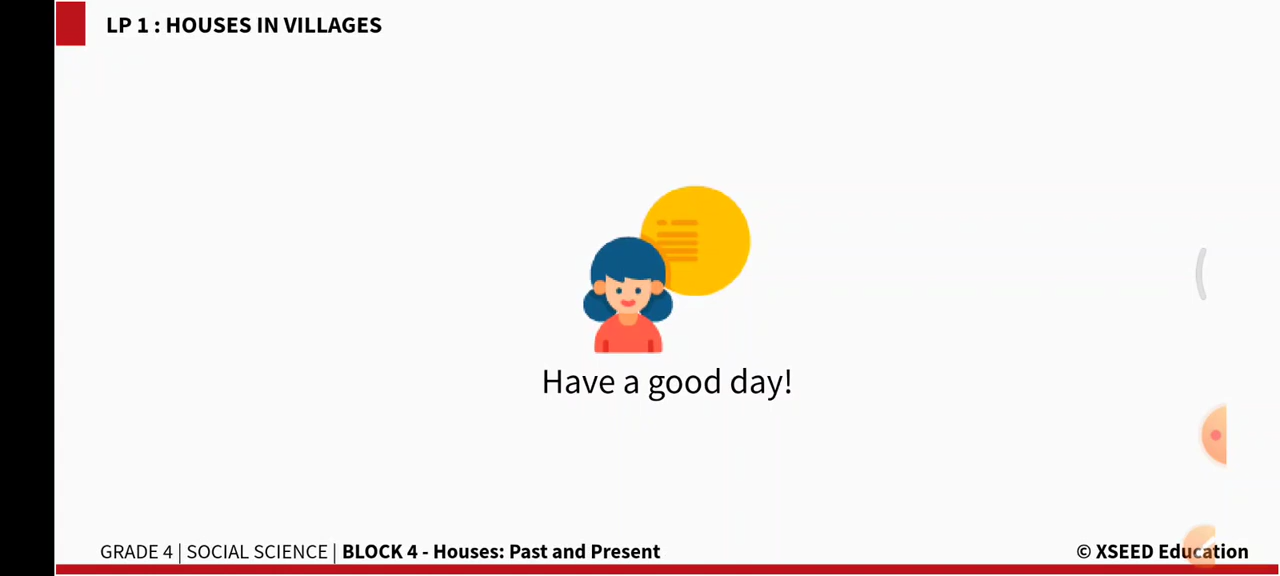 LP 1 : HOUSES IN VILLAGES
Have a good day!
GRADE 4 | SOCIAL SCIENCE | BLOCK 4 - Houses: Past and Present
© XSEED Education